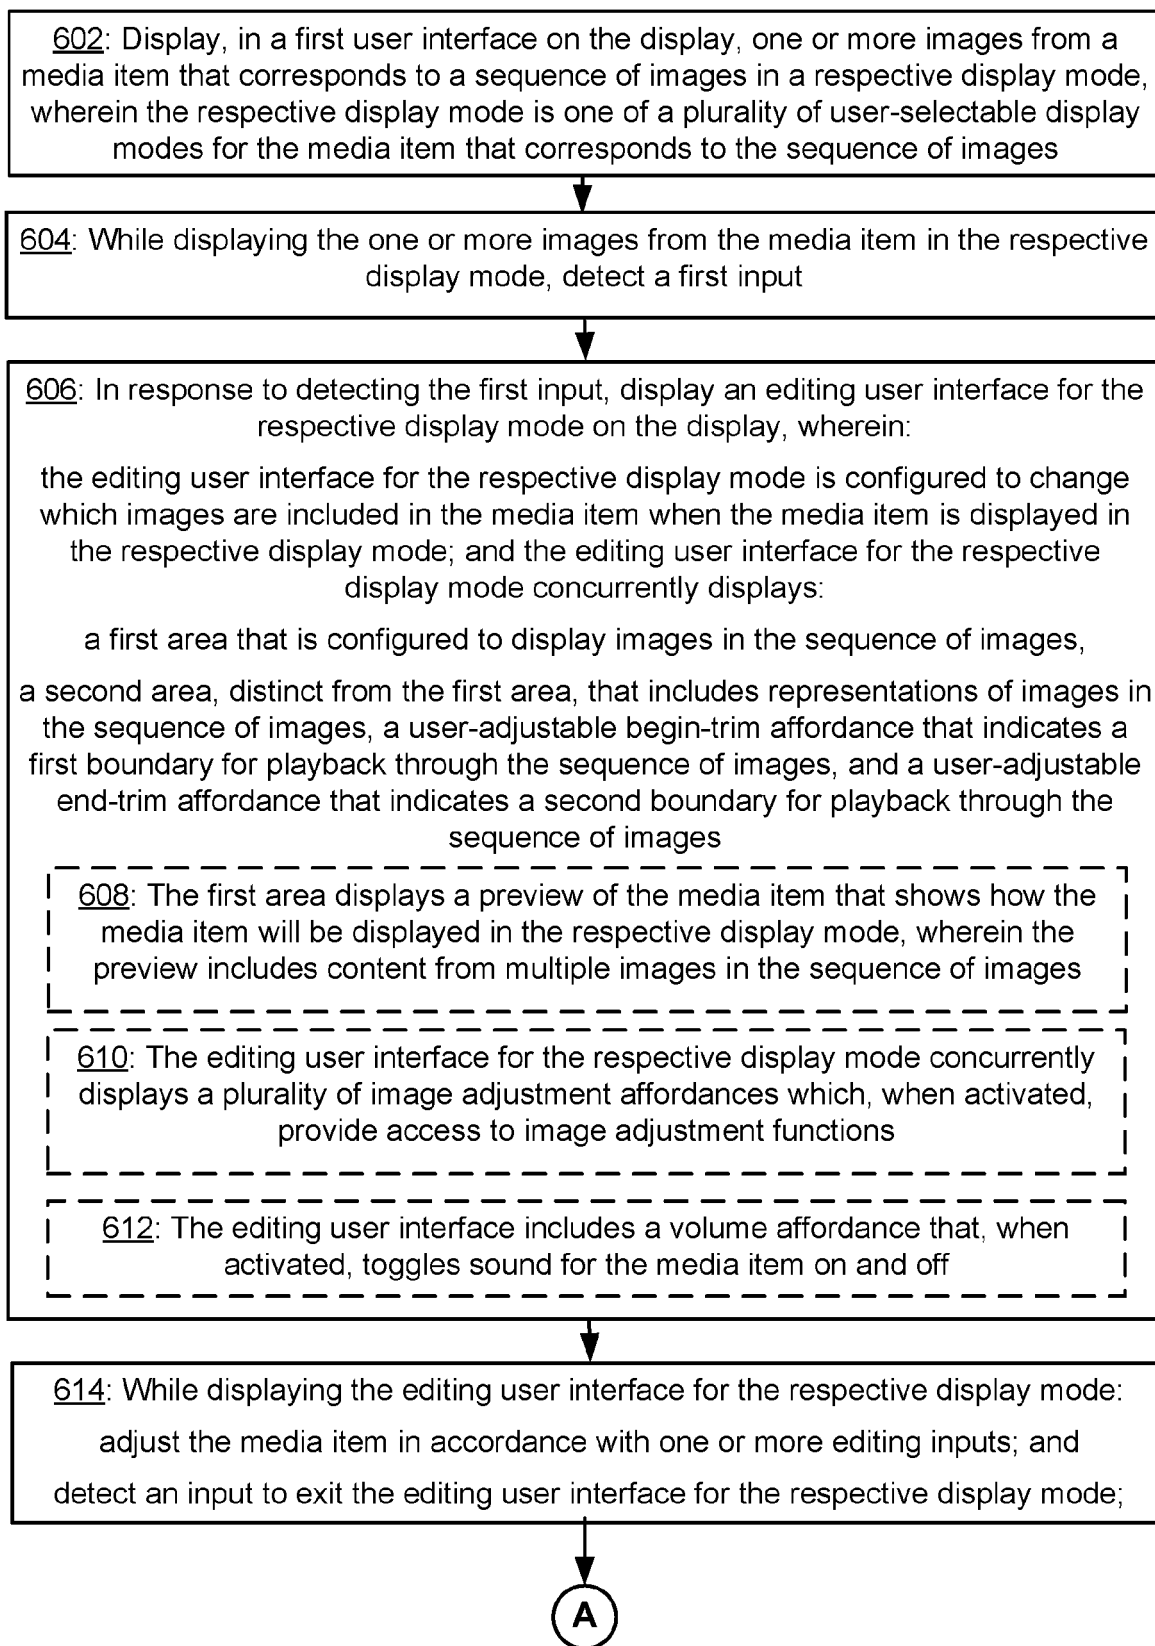 602: Display, in a first user interface on the display, one or more images from a
media item that corresponds to a sequence of images in a respective display mode,
wherein the respective display mode is one of a plurality of user-selectable display
modes for the media item that corresponds to the sequence of images
604: While displaying the one or more images from the media item in the respective
display mode, detect a first input
606: In response to detecting the first input, display an editing user interface for the
respective display mode on the display, wherein:
the editing user interface for the respective display mode is configured to change
which images are included in the media item when the media item is displayed in
the respective display mode; and the editing user interface for the respective
display mode concurrently displays:
a first area that is configured to display images in the sequence of images,
a second area, distinct from the first area, that includes representations of images in
the sequence of images, a user-adjustable begin-trim affordance that indicates a
first boundary for playback through the sequence of images, and a user-adjustable
end-trim affordance that indicates a second boundary for playback through the
sequence of images
608: The first area displays a preview of the media item that shows how the
media item will be displayed in the respective display mode, wherein the
preview includes content from multiple images in the sequence of images
610: The editing user interface for the respective display mode concurrently
displays a plurality of image adjustment affordances which, when activated,
provide access to image adjustment functions
612: The editing user interface includes a volume affordance that, when
activated, toggles sound for the media item on and off
614: While displaying the editing user interface for the respective display mode:
adjust the media item in accordance with one or more editing inputs; and
detect an input to exit the editing user interface for the respective display mode;
A